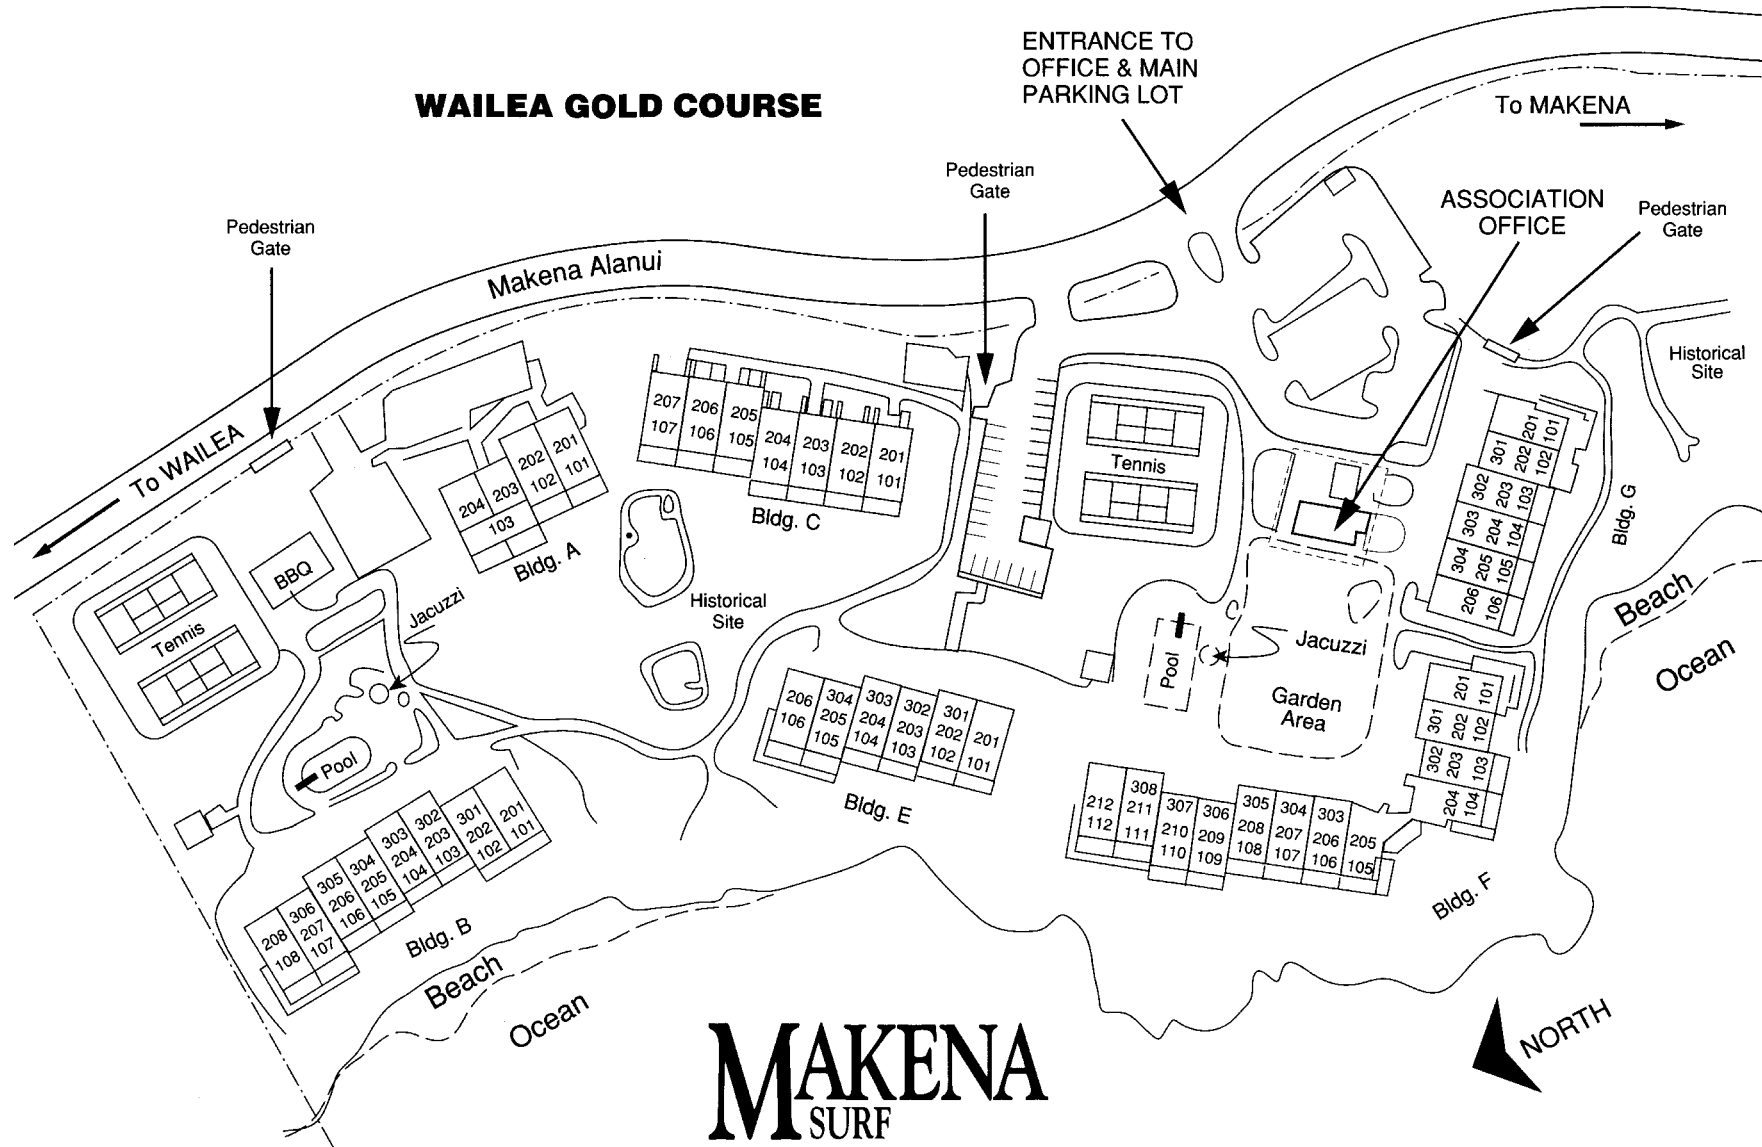 ENTRANCE TO
OFFICE & MAIN
PARKING LOT
WAILEA GOLD COURSE
To MAKENA
Pedestrian
Gate
ASSOCIATION
OFFICE
Pedestrian
Gate
Pedestrian
Gate
Makena Alanui
Historical
Site
To WAILEA
207 206 205 204 203 202 201
107 106 105 104 103 102 101
Bldg. C
204 203 202 201
103 102 101
Bldg. A
Tennis
301 201 101
202 102
302 203 103
303 204 104
304 205 105
206 106
Bldg. G
BBQ
Jacuzzi
Tennis
Historical
Site
Beach
Ocean
Pool
Jacuzzi
Garden
Area
Pool
206 304 303 302 301 201
106 205 204 203 202 101
105 104 103 102
Bldg. E
201 101
301 202 102
302 203 103
204 104
308 307 306 305 304 303
212 211 210 209 208 207 206 205
112 111 110 109 108 107 106 105
Bldg. F
306 305 304 303 302 301
208 207 206 205 204 203 202 201
108 107 106 105 104 103 102 101
Bldg. B
Beach
Ocean
NORTH
MAKENA
SURF